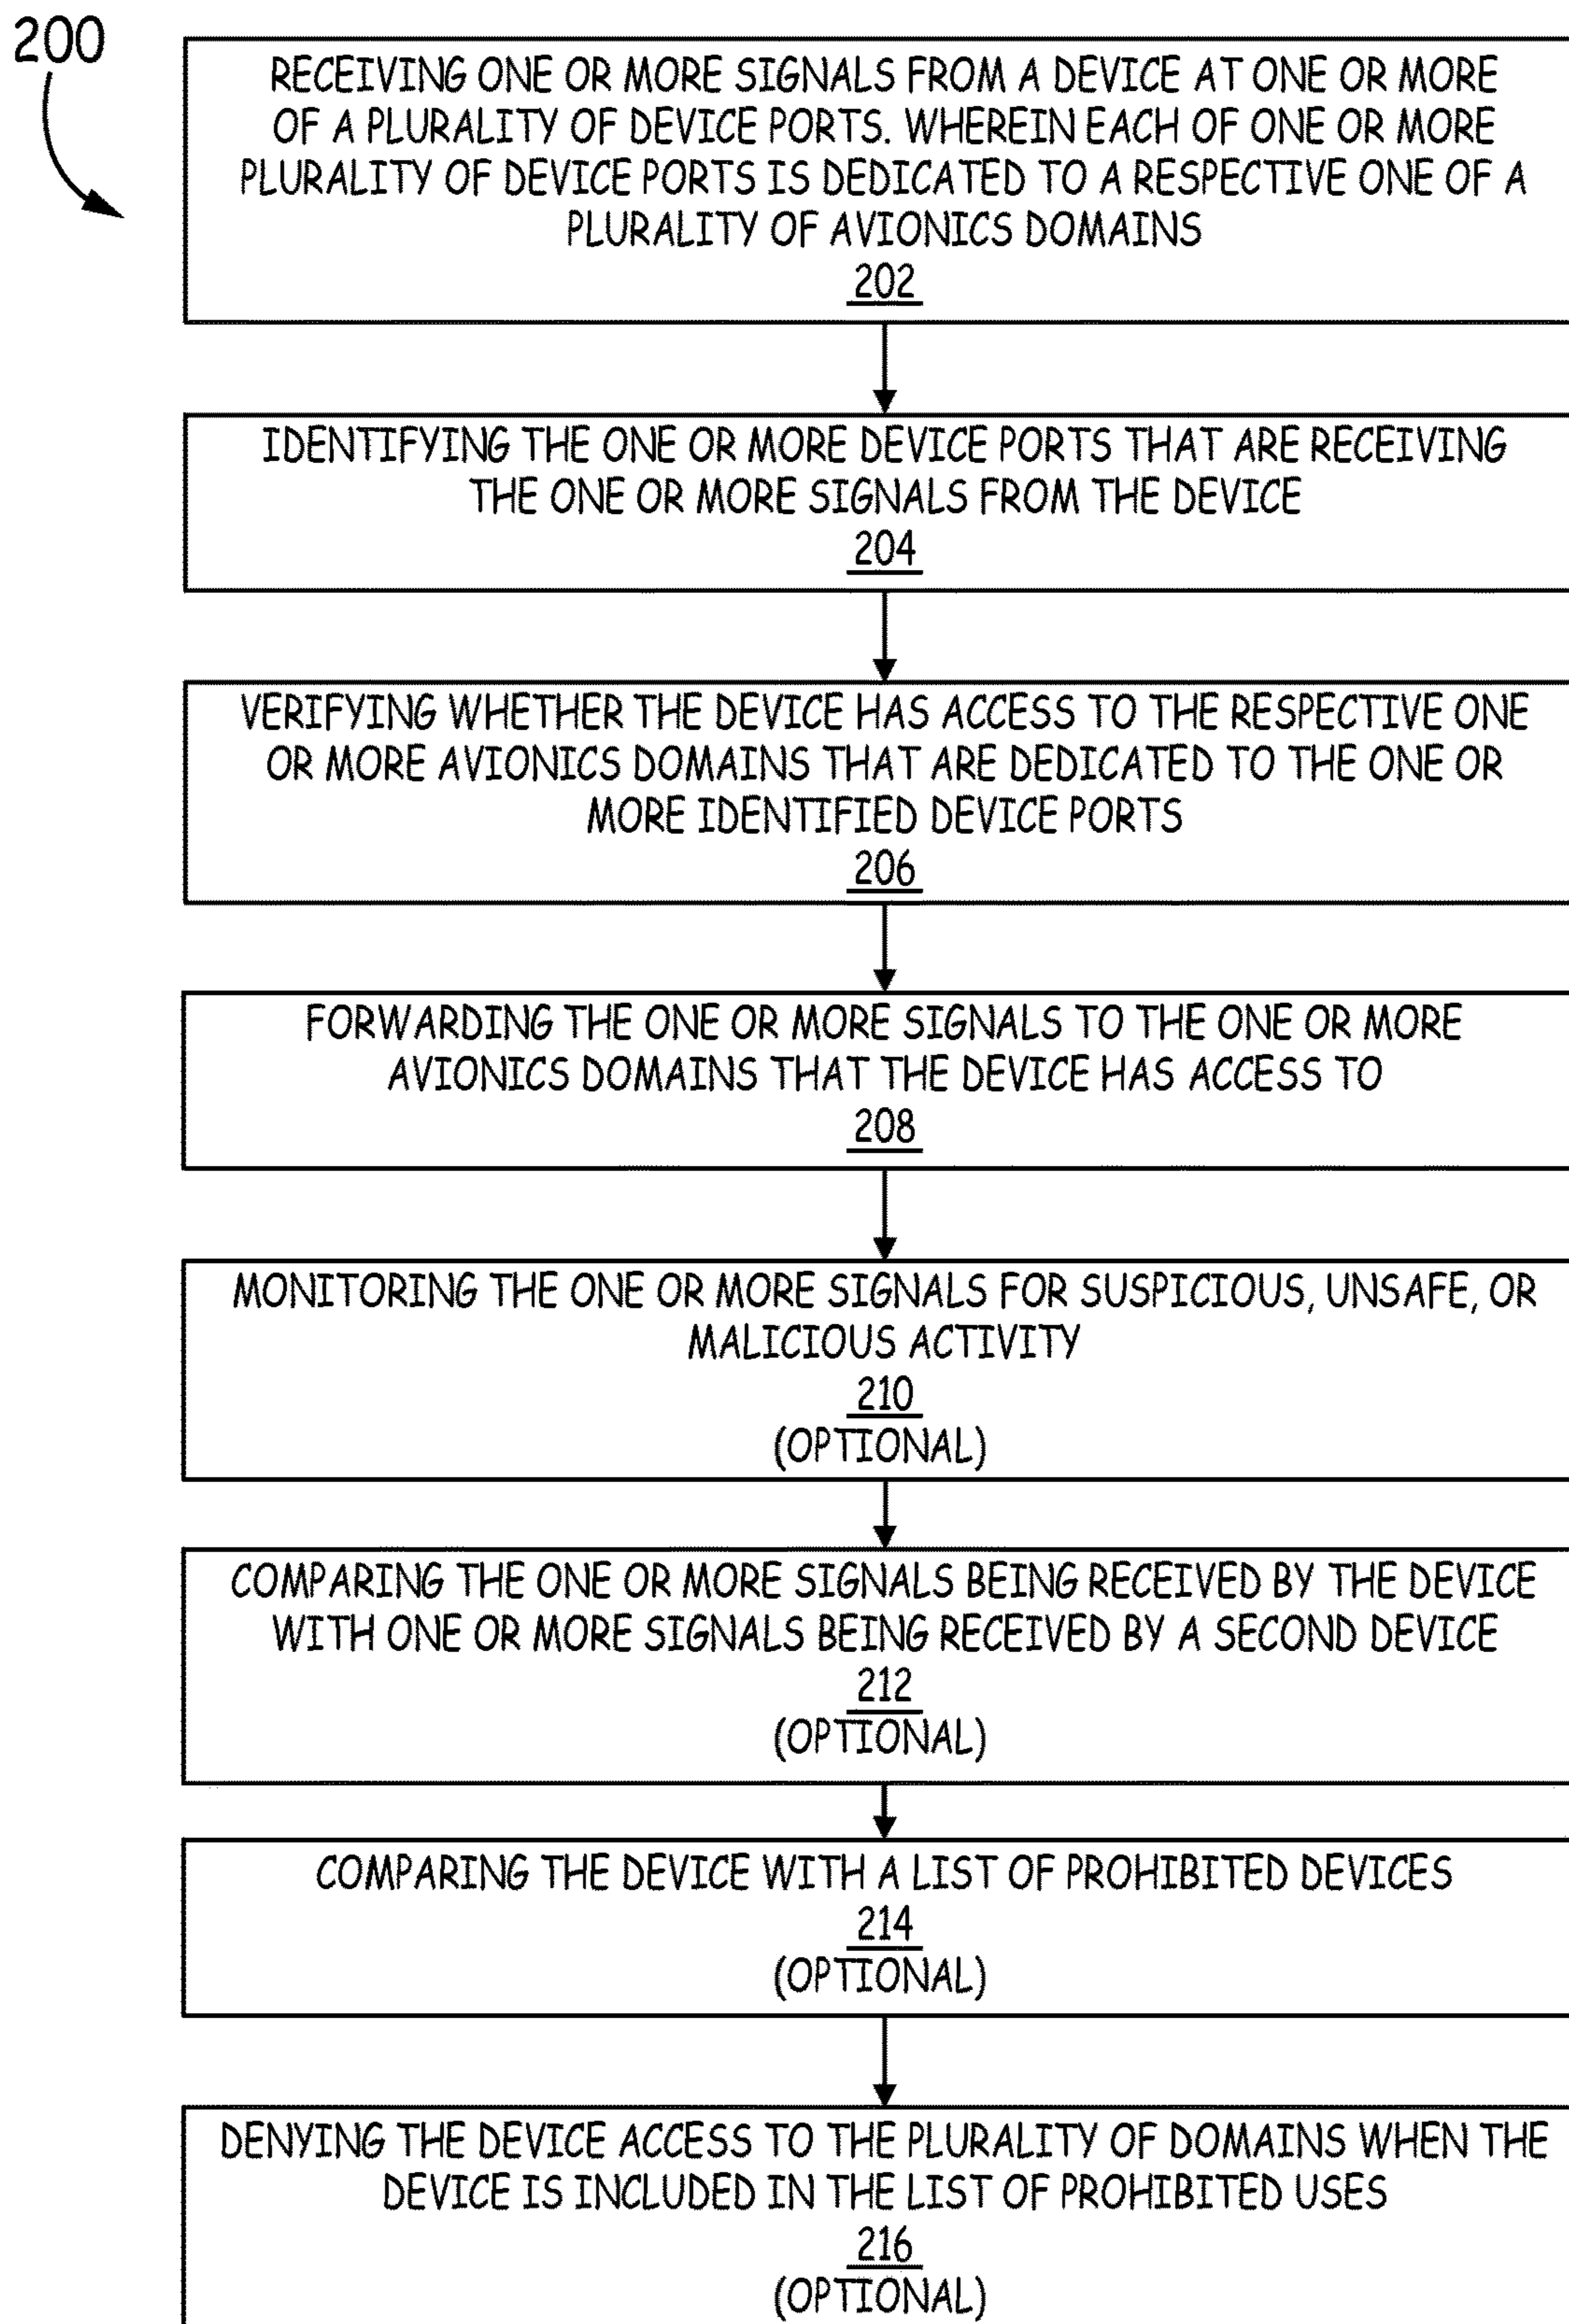 200
RECEIVING ONE OR MORE SIGNALS FROM A DEVICE AT ONE OR MORE
OF A PLURALITY OF DEVICE PORTS. WHEREIN EACH OF ONE OR MORE
PLURALITY OF DEVICE PORTS IS DEDICATED TO A RESPECTIVE ONE OF A
PLURALITY OF AVIONICS DOMAINS
202
IDENTIFYING THE ONE OR MORE DEVICE PORTS THAT ARE RECEIVING
THE ONE OR MORE SIGNALS FROM THE DEVICE
204
VERIFYING WHETHER THE DEVICE HAS ACCESS TO THE RESPECTIVE ONE
OR MORE AVIONICS DOMAINS THAT ARE DEDICATED TO THE ONE OR
MORE IDENTIFIED DEVICE PORTS
206
FORWARDING THE ONE OR MORE SIGNALS TO THE ONE OR MORE
AVIONICS DOMAINS THAT THE DEVICE HAS ACCESS TO
208
MONITORING THE ONE OR MORE SIGNALS FOR SUSPICIOUS, UNSAFE, OR
MALICIOUS ACTIVITY
210
(OPTIONAL)
COMPARING THE ONE OR MORE SIGNALS BEING RECEIVED BY THE DEVICE
WITH ONE OR MORE SIGNALS BEING RECEIVED BY A SECOND DEVICE
212
(OPTIONAL)
COMPARING THE DEVICE WITH A LIST OF PROHIBITED DEVICES
214
(OPTIONAL)
DENYING THE DEVICE ACCESS TO THE PLURALITY OF DOMAINS WHEN THE
DEVICE IS INCLUDED IN THE LIST OF PROHIBITED USES
216
(OPTIONAL)